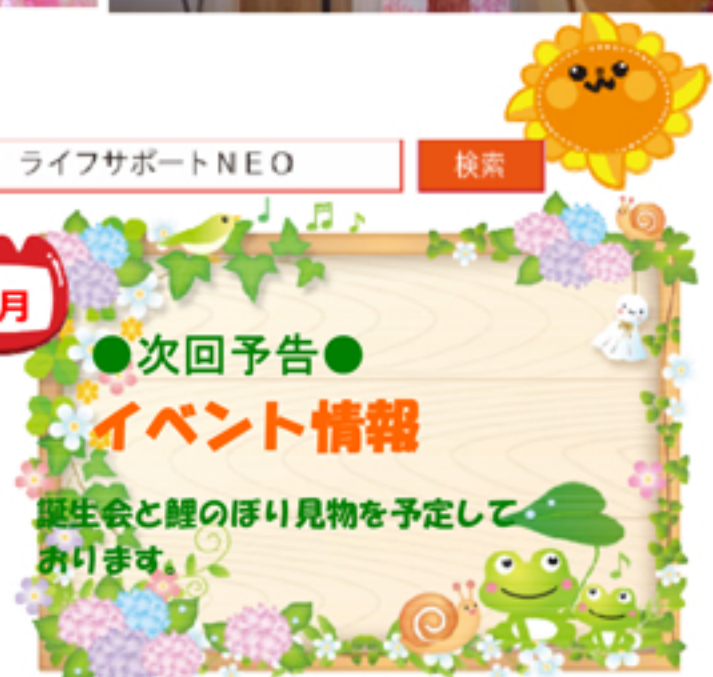 ライフサポートNEO
検索
月
●次回予告●
イベント情報
誕生会と鯉のぼり見物を予定して
おります。